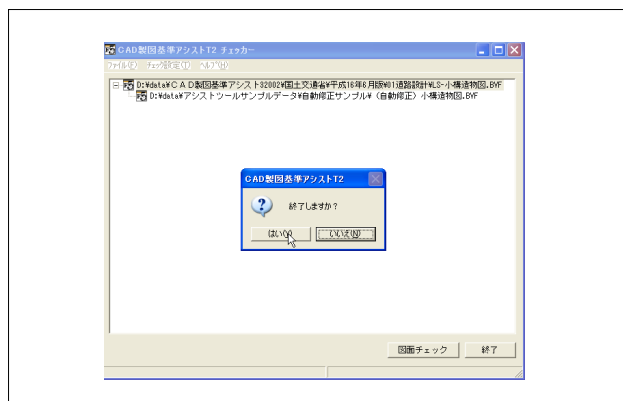 CAD製図基準アシストT2 チェッカー
ファイル(F) チェック設定(T) ヘルプ(H)
D:¥data¥ＣＡＤ製図基準アシスト32002¥国土交通省¥平成16年6月版¥01道路設計¥LS-小構造物図.BVF
D:¥data¥アシストツールサンプルデータ¥自動修正サンプル¥（自動修正）小構造物図.BVF
CAD製図基準アシストT2
終了しますか？
はい(Y) いいえ(N)
図面チェック 終了